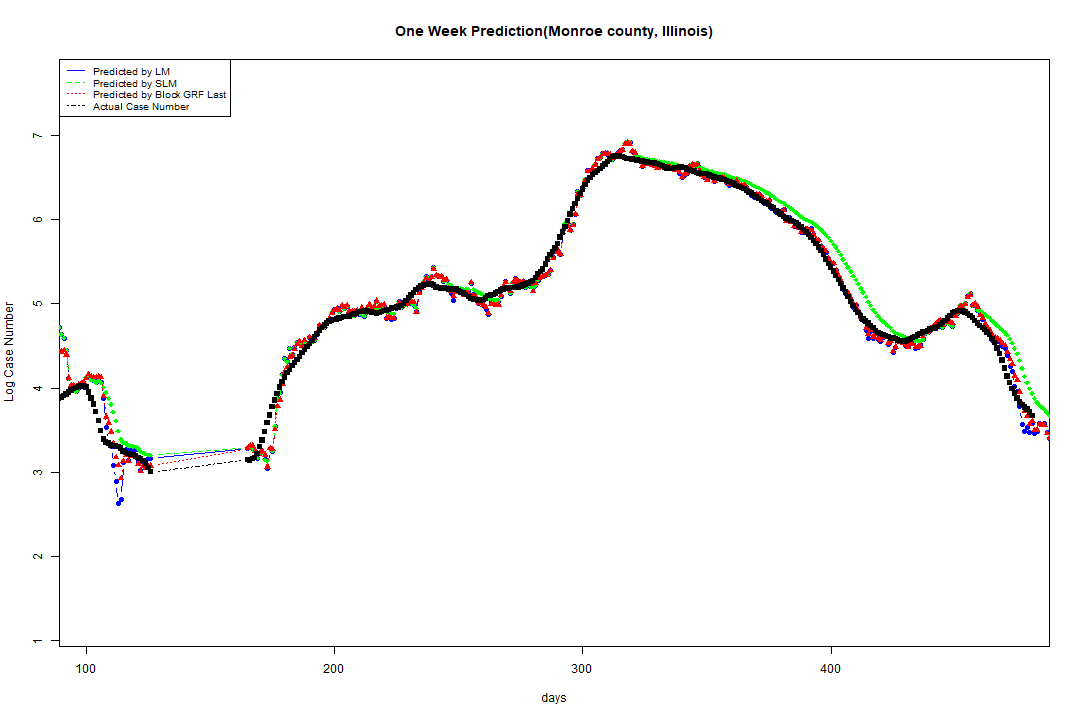 One Week Prediction(Monroe county, Illinois)
Predicted by LM
Predicted by SLM
Predicted by Block GRF Last
Actual Case Number
7
6
5
4
3
2
1
Log Case Number
100 200 300 400
days